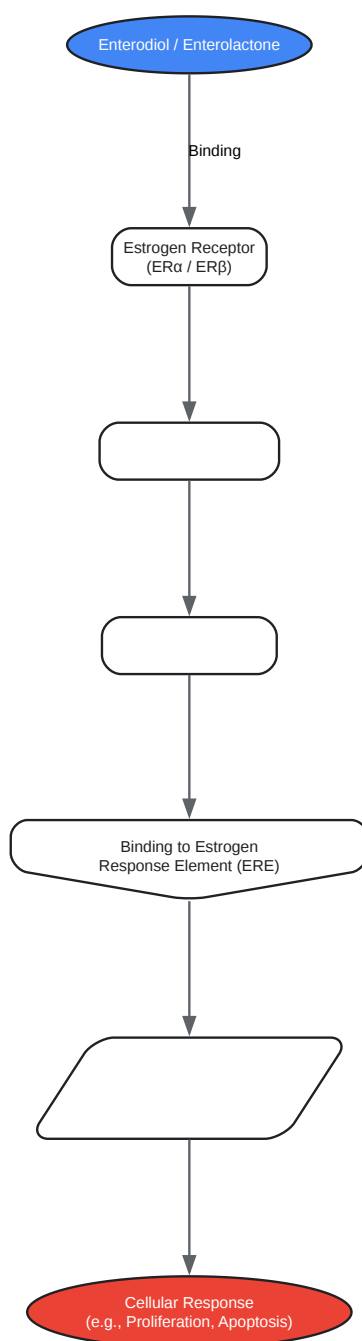 Enterodiol / Enterolactone
Binding
Estrogen Receptor
(ERα / ERβ)
Binding to Estrogen
Response Element (ERE)
Cellular Response
(e.g., Proliferation, Apoptosis)